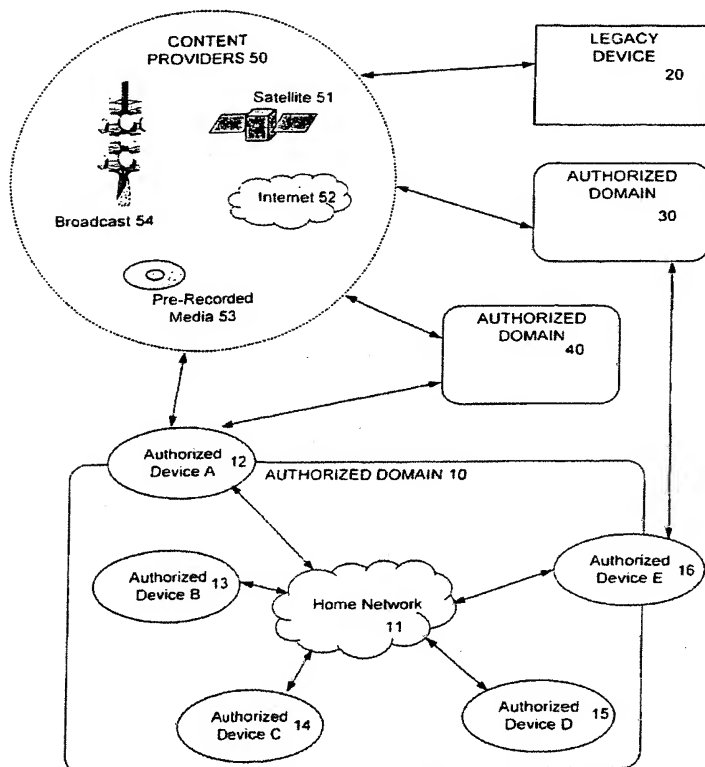 CONTENT
PROVIDERS 50
Satellite 51
Internet 52
Broadcast 54
Pre-Recorded
Media 53
LEGACY
DEVICE
20
AUTHORIZED
DOMAIN
30
AUTHORIZED
DOMAIN
40
Authorized
Device A
12
AUTHORIZED DOMAIN 10
Authorized
Device B
13
Home Network
11
Authorized
Device E
16
Authorized
Device C
14
Authorized
Device D
15